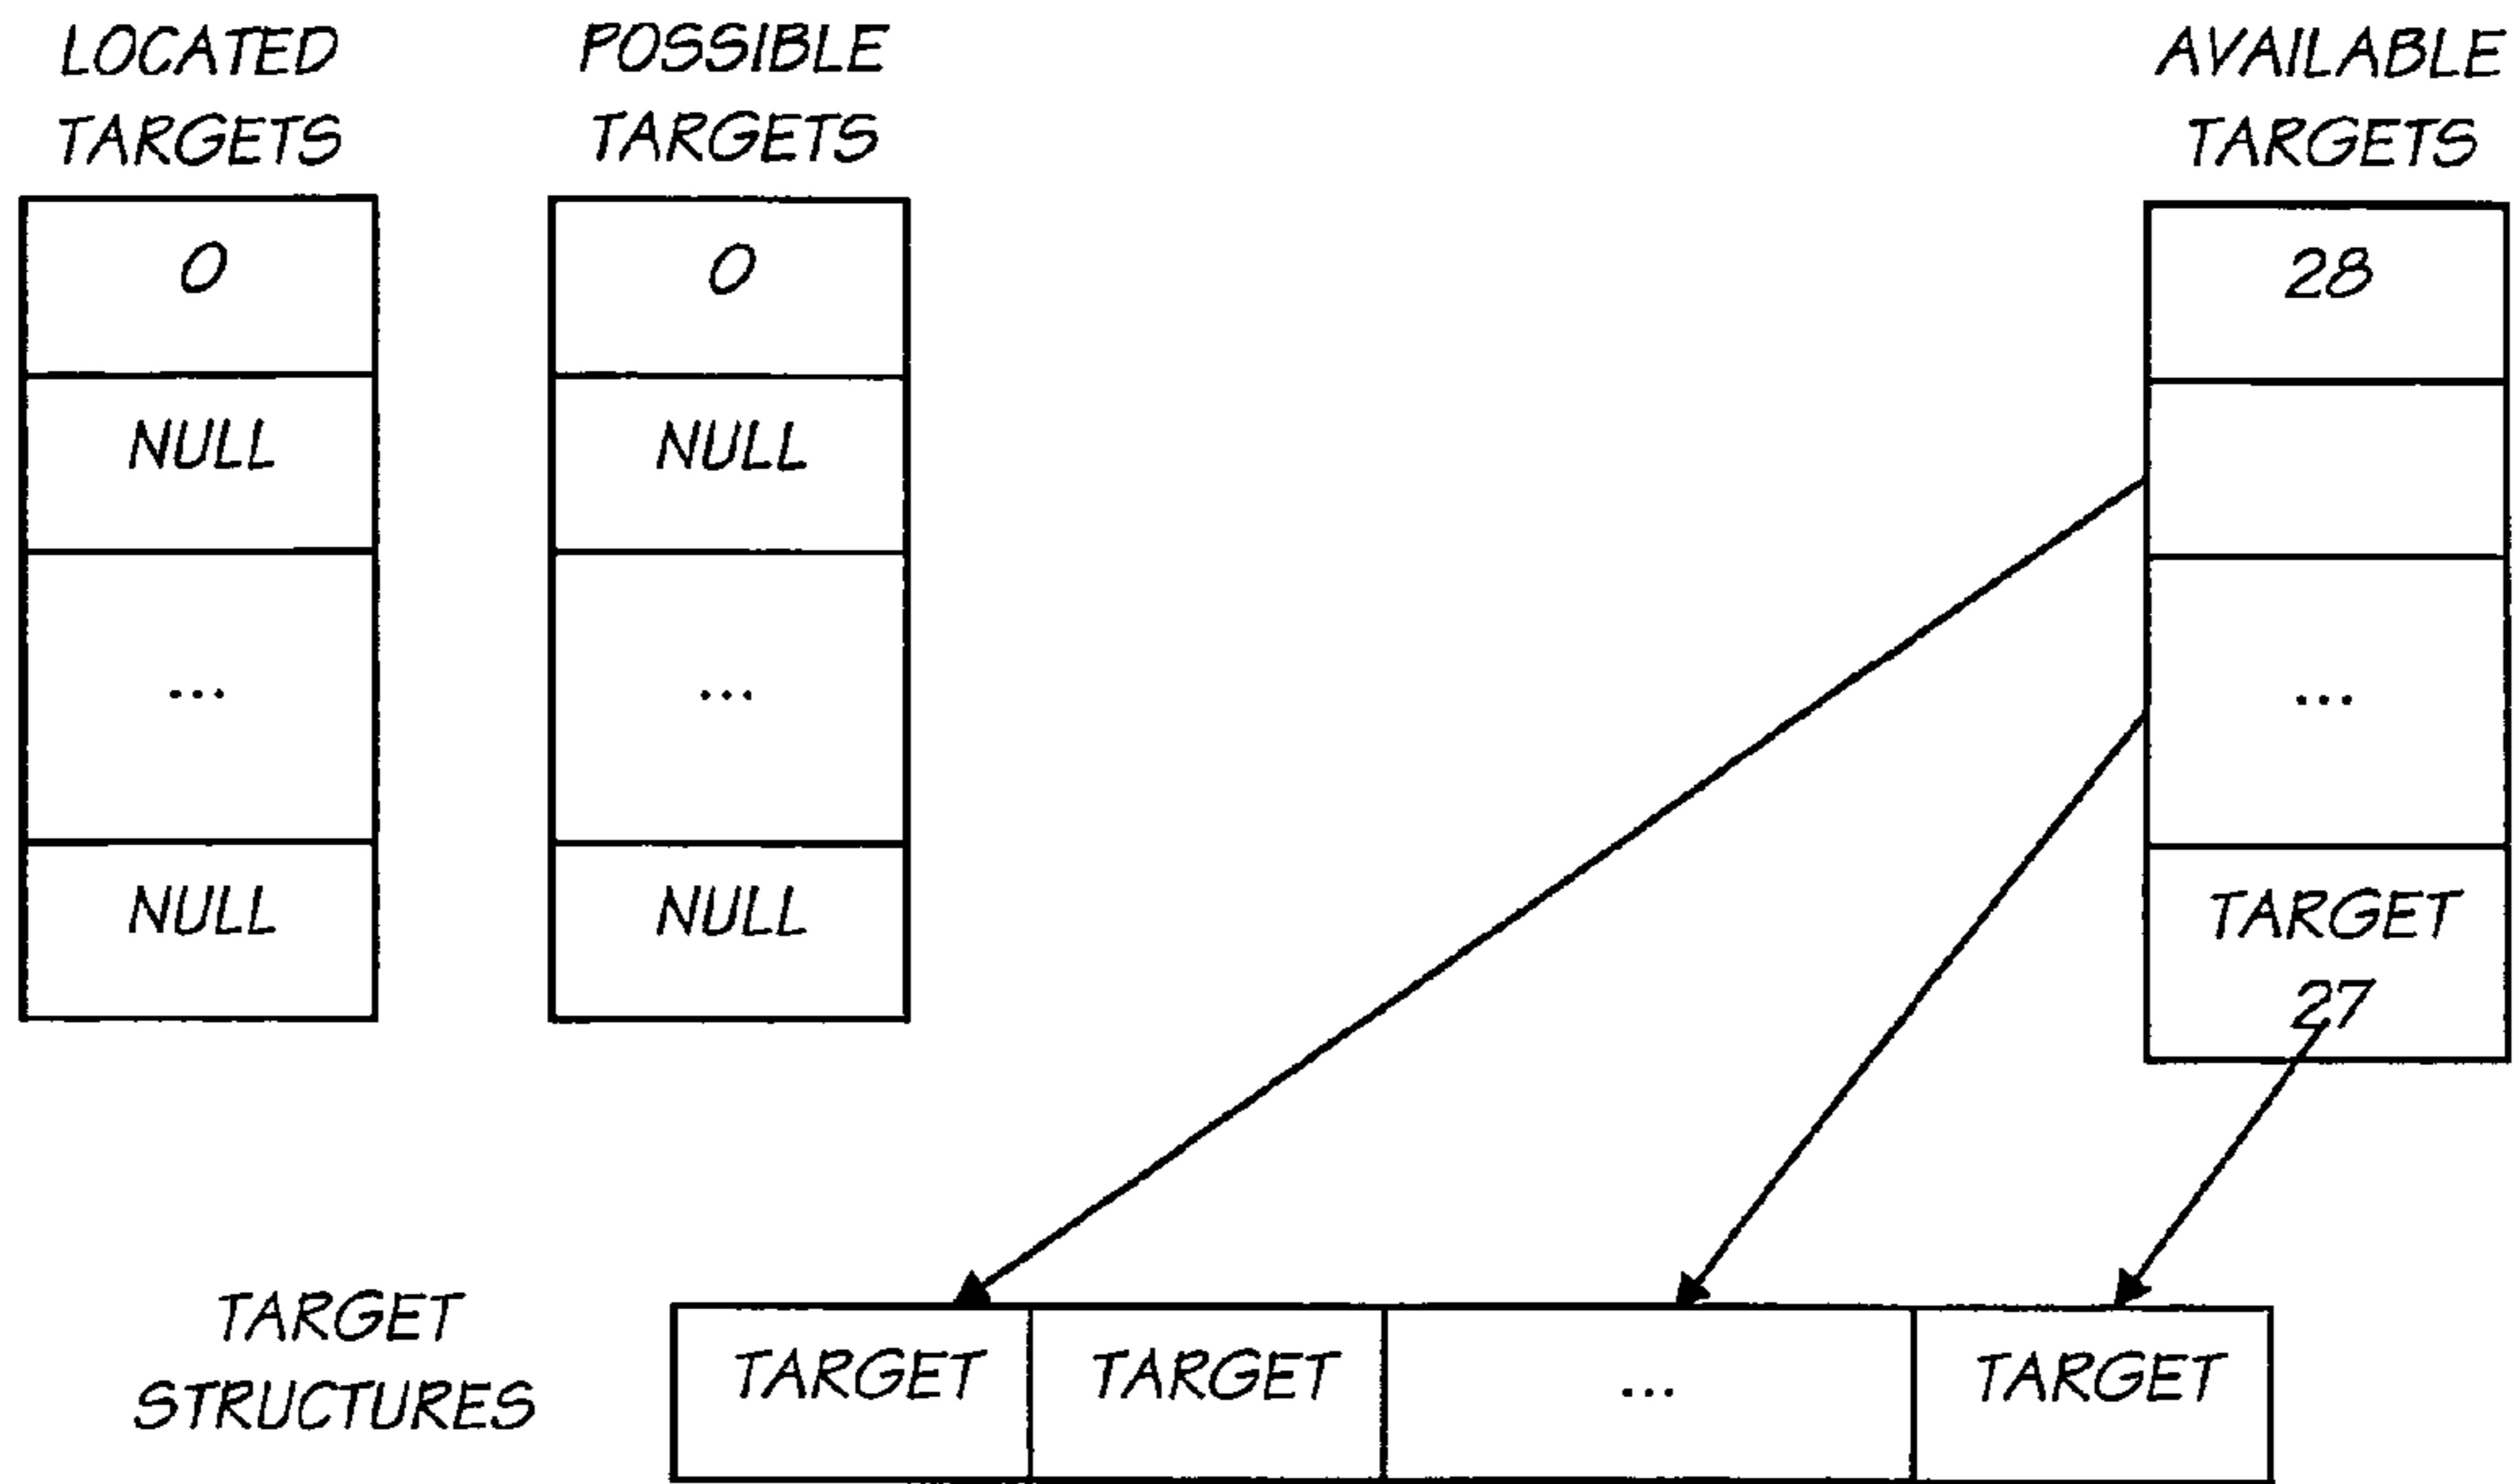 LOCATED
TARGETS
0
NULL
...
NULL
POSSIBLE
TARGETS
0
NULL
...
NULL
AVAILABLE
TARGETS
28
...
TARGET
27
TARGET
STRUCTURES
TARGET
TARGET
...
TARGET